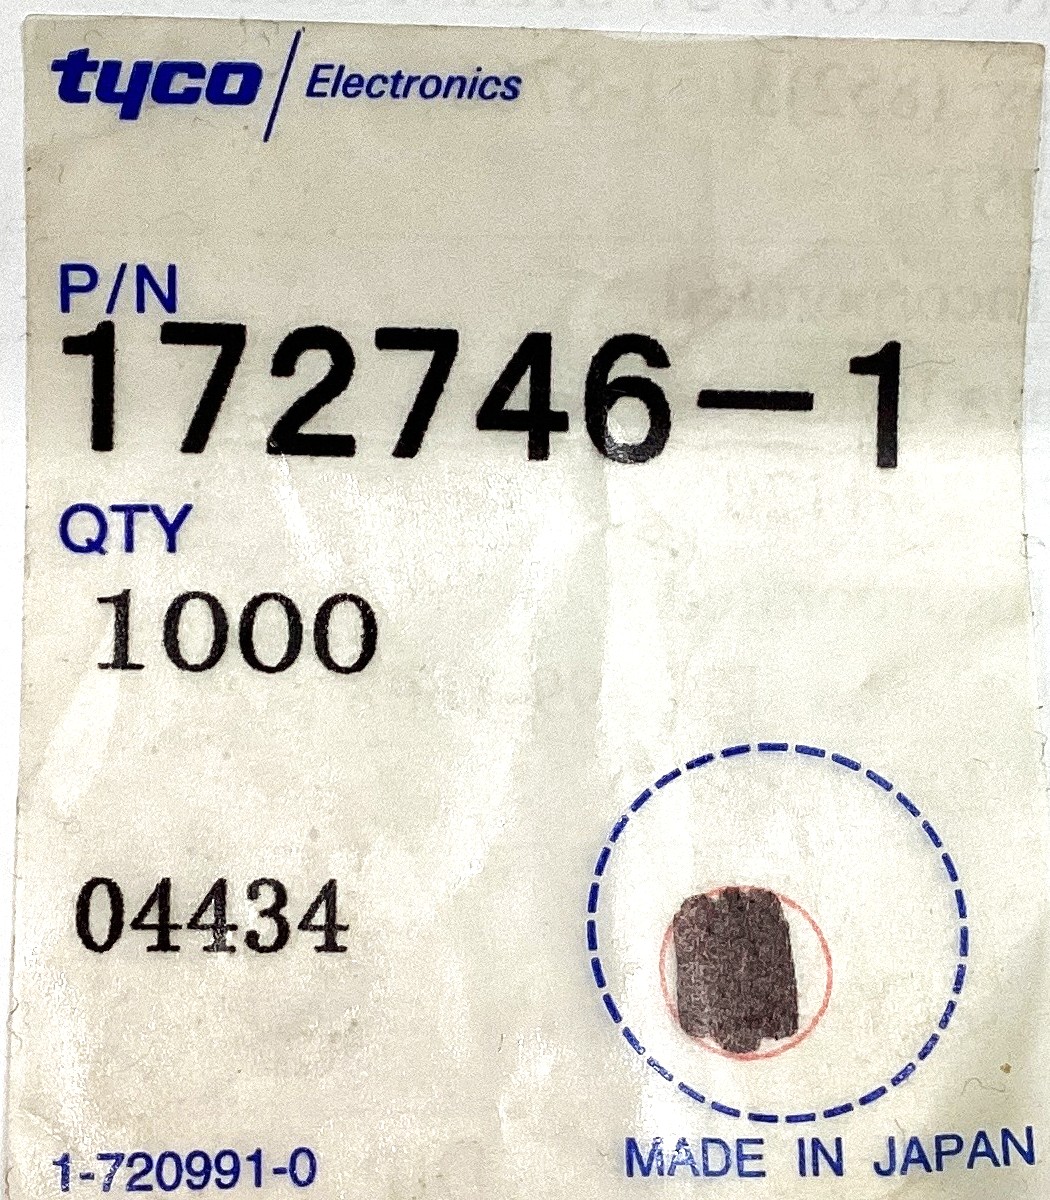 tyco / Electronics
P/N
172746-1
QTY
1000
04434
1-720991-0
MADE IN JAPAN